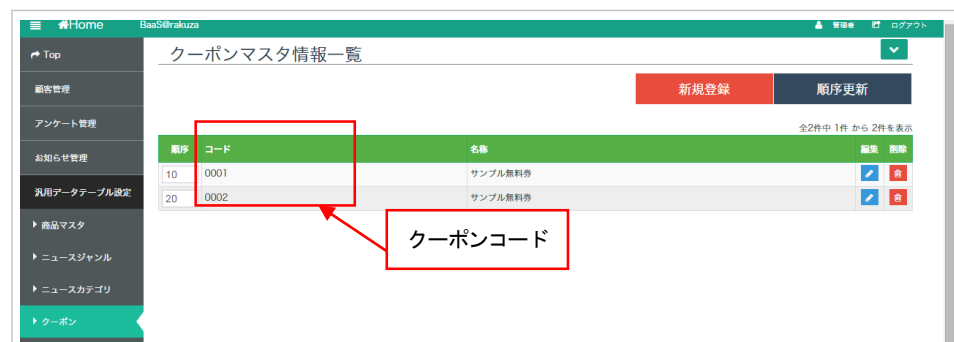 Home BaaS@rakuza 管理者 ログアウト
Top
クーポンマスタ情報一覧
顧客管理
新規登録 順序更新
アンケート管理
全2件中 1件 から 2件を表示
お知らせ管理
順序 コード 名称 編集 削除
10 0001 サンプル無料券
汎用データテーブル設定
20 0002 サンプル無料券
商品マスタ
クーポンコード
ニュースジャンル
ニュースカテゴリ
クーポン